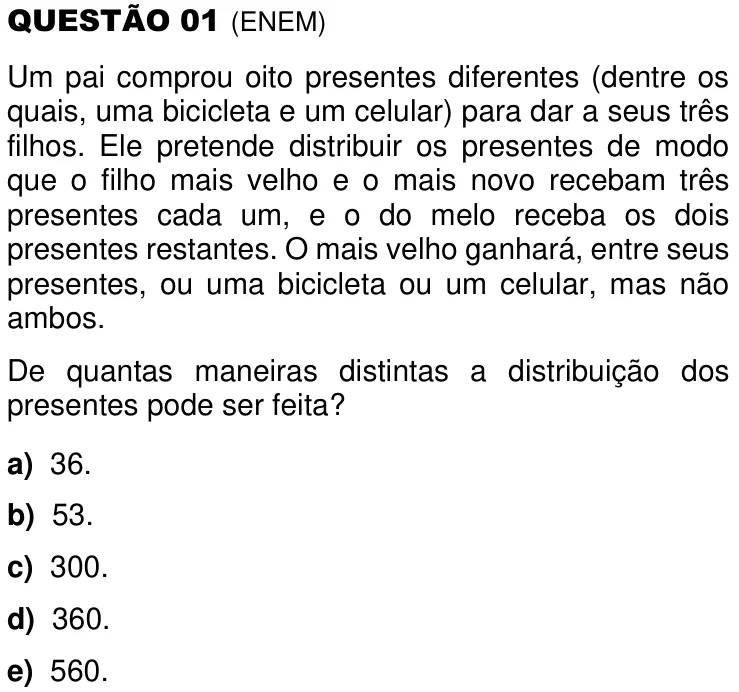 QUESTÃO 01 (ENEM)
Um pai comprou oito presentes diferentes (dentre os
quais, uma bicicleta e um celular) para dar a seus três
filhos. Ele pretende distribuir os presentes de modo
que o filho mais velho e o mais novo recebam três
presentes cada um, e o do melo receba os dois
presentes restantes. O mais velho ganhará, entre seus
presentes, ou uma bicicleta ou um celular, mas não
ambos.
De quantas maneiras distintas a distribuição dos
presentes pode ser feita?
a) 36.
b) 53.
c) 300.
d) 360.
e) 560.